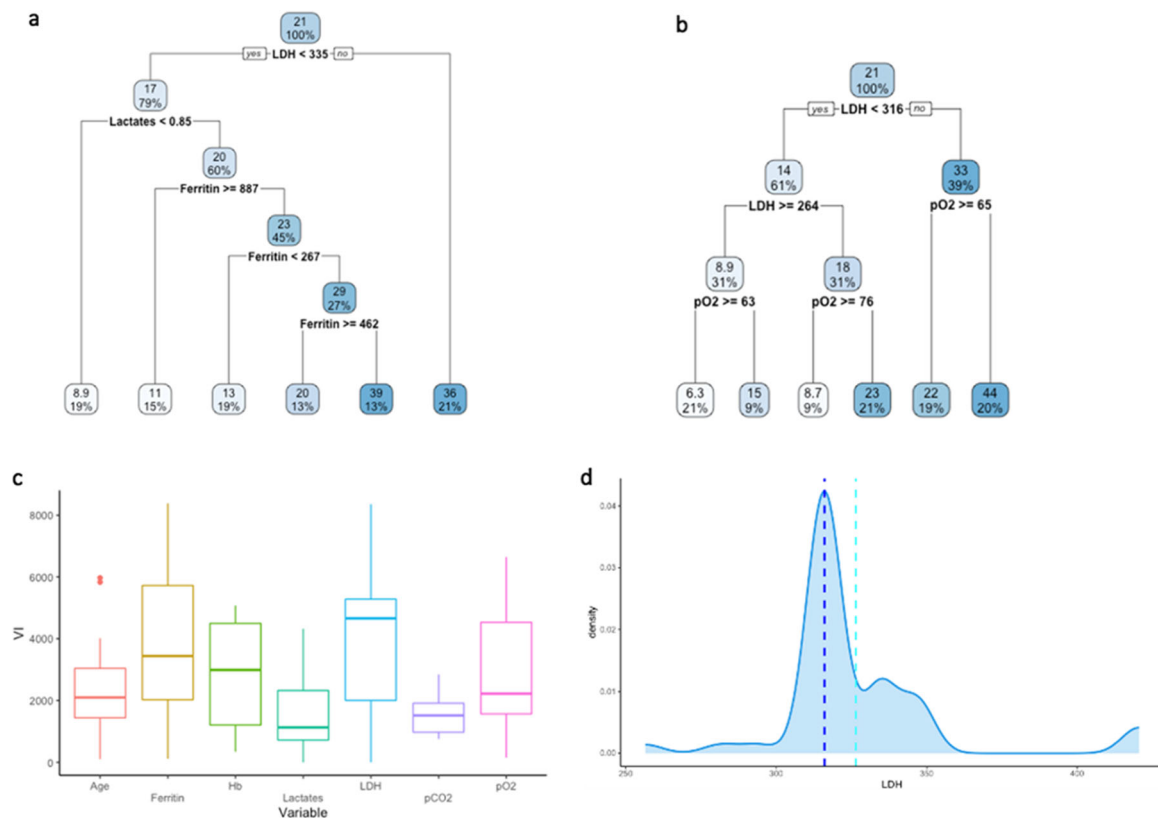 a
21
100%
yes LDH < 335 no
17
79%
Lactates < 0.85
20
60%
Ferritin >= 887
23
45%
Ferritin < 267
29
27%
Ferritin >= 462
8.9 11 13 20 39 36
19% 15% 19% 13% 13% 21%
b
21
100%
yes LDH < 316 no
14 33
61% 39%
LDH >= 264 pO2 >= 65
8.9 18
31% 31%
pO2 >= 63 pO2 >= 76
6.3 15 8.7 23 22 44
21% 9% 9% 21% 19% 20%
c
8000
6000
4000
2000
0
VI
Age Ferritin Hb Lactates LDH pCO2 pO2
Variable
d
0.04
0.03
0.02
0.01
0.00
density
250 300 350 400
LDH